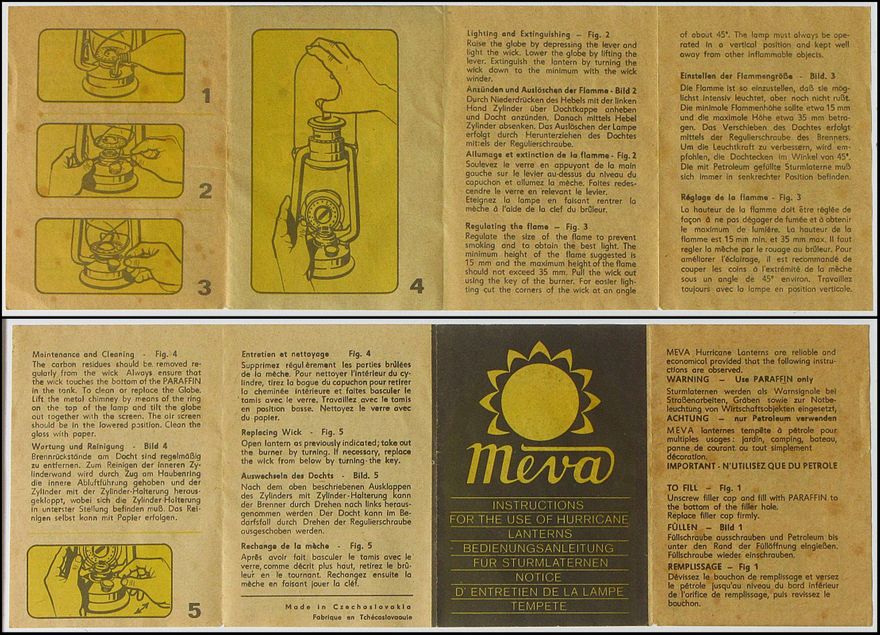 1
2
3
4
Lighting and Extinguishing - Fig. 2
Raise the globe by depressing the lever and
light the wick. Lower the globe by lifting the
lever. Extinguish the lantern by turning the
wick down to the minimum with the wick
winder.
Anzünden und Auslöschen der Flamme - Bild 2
Durch Niederdrücken des Hebels mit der linken
Hand Zylinder über Dochtkappe anheben
und Docht anzünden. Danach mittels Hebel
Zylinder absenken. Das Auslöschen der Lampe
erfolgt durch Herunterziehen des Dochtes
mittels der Regulierschraube.
Allumage et extinction de la flamme - Fig. 2
Soulevez le verre en appuyant de la main
gauche sur le levier au-dessus du niveau du
capuchon et allumez la mèche. Faites redes-
cendre le verre en relevant le levier.
Eteignez la lampe en faisant rentrer la
mèche à l'aide de la clef du brûleur.
Regulating the flame - Fig. 3
Regulate the size of the flame to prevent
smoking and to obtain the best light. The
minimum height of the flame suggested is
15 mm and the maximum height of the flame
should not exceed 35 mm. Pull the wick out
using the key of the burner. For easier ligh-
ting cut the corners of the wick at an angle
of about 45°. The lamp must always be ope-
rated in a vertical position and kept well
away from other inflammable objects.
Einstellen der Flammengröße - Bild. 3
Die Flamme ist so einzustellen, daß sie mög-
lichst intensiv leuchtet, aber noch nicht rußt.
Die minimale Flammenhöhe sollte etwa 15 mm
und die maximale Höhe etwa 35 mm betra-
gen. Das Verschieben des Dochtes erfolgt
mittels der Regulierschraube des Brenners.
Um die Leuchtkraft zu verbessern, wird em-
pfohlen, die Dochtecken im Winkel von 45°.
Die mit Petroleum gefüllte Sturmlaterne muß
sich immer in senkrechter Position befinden.
Réglage de la flamme - Fig. 3
La hauteur de la flamme doit être réglée de
façon à ne pas dégager de fumée et à obtenir
le maximum de lumière. La hauteur de la
flamme est 15 mm min. et 35 mm max. Il faut
régler la mèche par le rouage au brûleur. Pour
améliorer l'éclairage, il est recommandé de
couper les coins à l'extrémité de la mèche
sous un angle de 45° environ. Travaillez
toujours avec la lampe en position verticale.
Maintenance and Cleaning - Fig. 4
The carbon residues should be removed re-
gularly from the wick. Always ensure that
the wick touches the bottom of the PARAFFIN
in the tank. To clean or replace the Globe.
Lift the metal chimney by means of the ring
on the top of the lamp and tilt the globe
out together with the screen. The air screen
should be in the lowered position. Clean the
glass with paper.
Wartung und Reinigung - Bild 4
Brennrückstände am Docht sind regelmäßig
zu entfernen. Zum Reinigen der inneren Zy-
linderwand wird durch Zug am Haubenring
die innere Abluftführung gehoben und der
Zylinder mit der Zylinder-Halterung heraus-
geklappt, wobei sich die Zylinder-Halterung
in unterster Stellung befinden muß. Das Rei-
nigen selbst kann mit Papier erfolgen.
5
Entretien et nettoyage Fig. 4
Supprimez régulièrement les parties brûlées
de la mèche. Pour nettoyer l'intérieur du cy-
lindre, tirez la bague du capuchon pour retirer
la cheminée intérieure et faites basculer le
tamis avec le verre. Travaillez avec le tamis
en position basse. Nettoyez le verre avec
du papier.
Replacing Wick - Fig. 5
Open lantern as previously indicated; take out
the burner by turning. If necessary, replace
the wick from below by turning the key.
Auswechseln des Dochts - Bild. 5
Nach dem oben beschriebenen Ausklappen
des Zylinders mit Zylinder-Halterung kann
der Brenner durch Drehen nach links heraus-
genommen werden. Der Docht kann im Be-
darfsfall durch Drehen der Regulierschraube
ausgeschoben werden.
Rechange de la mèche - Fig. 5
Après avoir fait basculer le tamis avec le
verre, comme décrit plus haut, retirez le brû-
leur en le tournant. Rechangez ensuite la
mèche en faisant jouer la cléf.
Made in Czechoslovakia
Fabrique en Tchécoslovaquie
Meva
INSTRUCTIONS
FOR THE USE OF HURRICANE
LANTERNS
BEDIENUNGSANLEITUNG
FÜR STURMLATERNEN
NOTICE
D' ENTRETIEN DE LA LAMPE
TEMPETE
MEVA Hurricane Lanterns are reliable and
economical provided that the following instru-
ctions are observed.
WARNING - Use PARAFFIN only
Sturmlaternen werden als Warnsignale bei
Straßenarbeiten, Gräben sowie zur Notbe-
leuchtung von Wirtschaftsobjekten eingesetzt,
ACHTUNG - nur Petroleum verwenden
MEVA lanternes tempête à pétrole pour
multiples usages: jardin, camping, bateau,
panne de courant ou tout simplement
décoration.
IMPORTANT - N'UTILISEZ QUE DU PETROLE
TO FILL - Fig. 1
Unscrew filler cap and fill with PARAFFIN to
the bottom of the filler hole.
Replace filler cap firmly.
FÜLLEN - Bild 1
Füllschraube ausschrauben und Petroleum bis
unter den Rand der Füllöffnung eingießen.
Füllschraube wieder einschrauben.
REMPLISSAGE - Fig 1
Dévissez le bouchon de remplissage et versez
le pétrole jusqu'au niveau du bord inférieur
de l'orifice de remplissage, puis revissez le
bouchon.